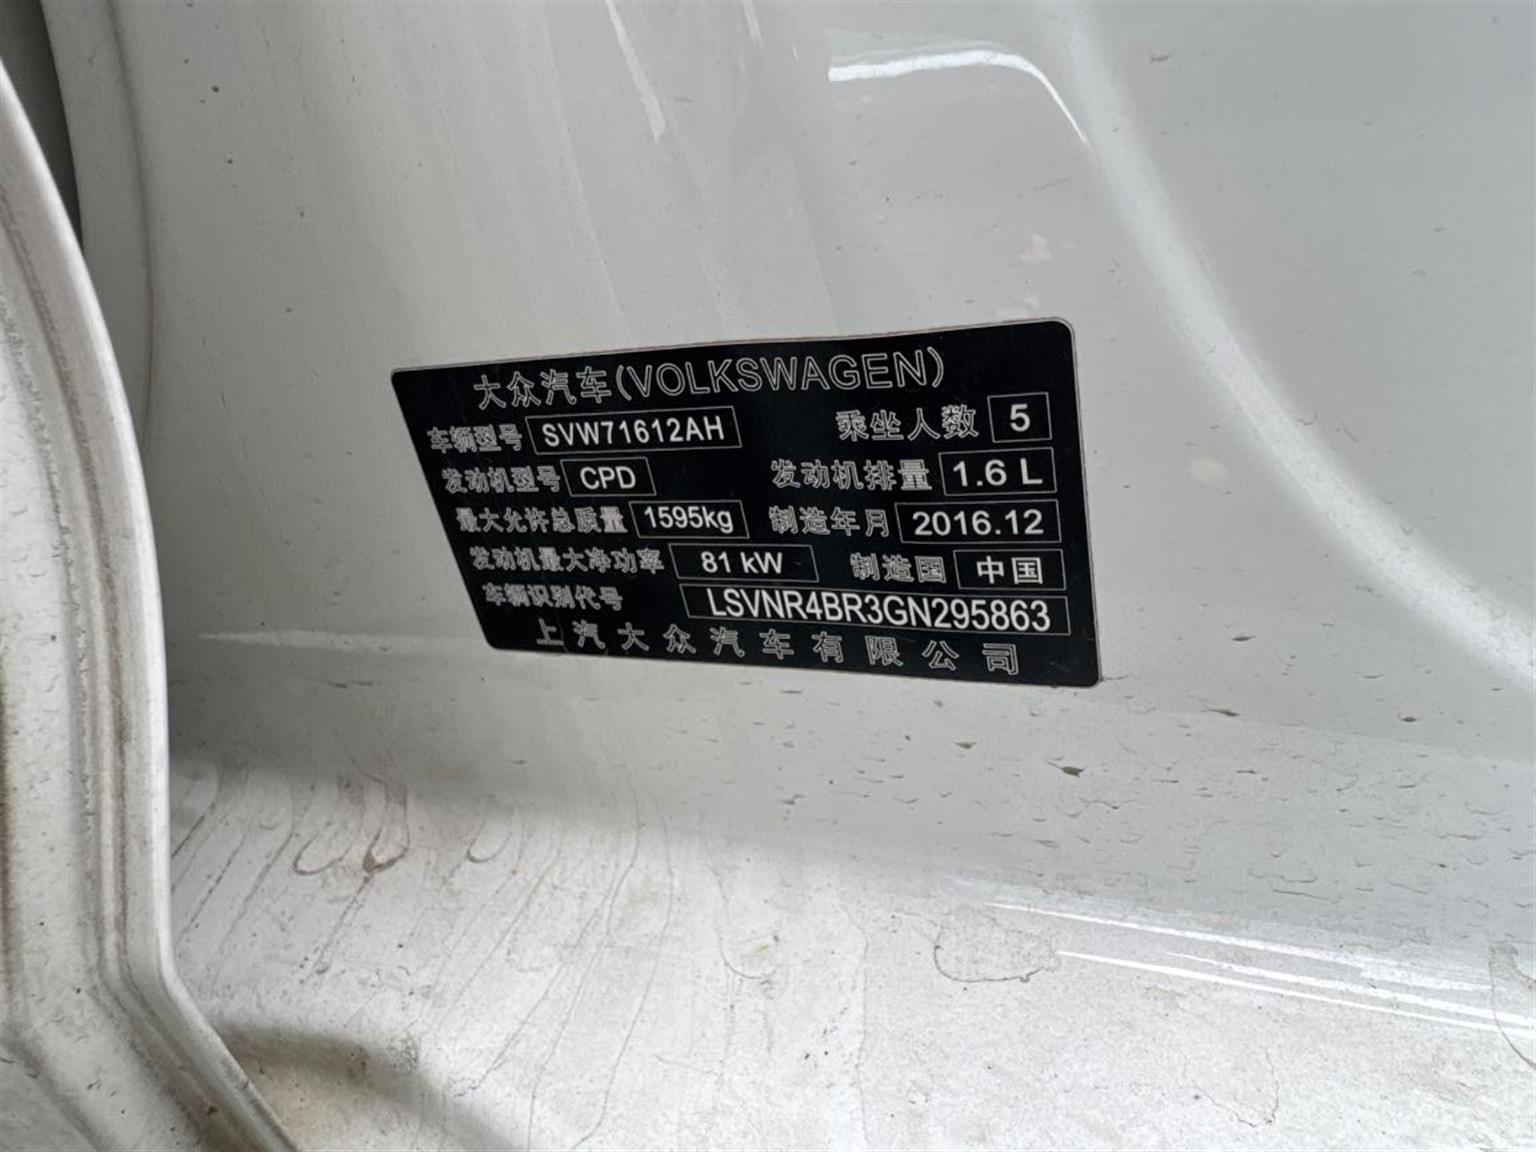 大众汽车(VOLKSWAGEN)
车辆型号 SVW71612AH 乘坐人数 5
发动机型号 CPD 发动机排量 1.6 L
最大允许总质量 1595kg 制造年月 2016.12
发动机最大净功率 81 kW 制造国 中国
车辆识别代号 LSVNR4BR3GN295863
上汽大众汽车有限公司